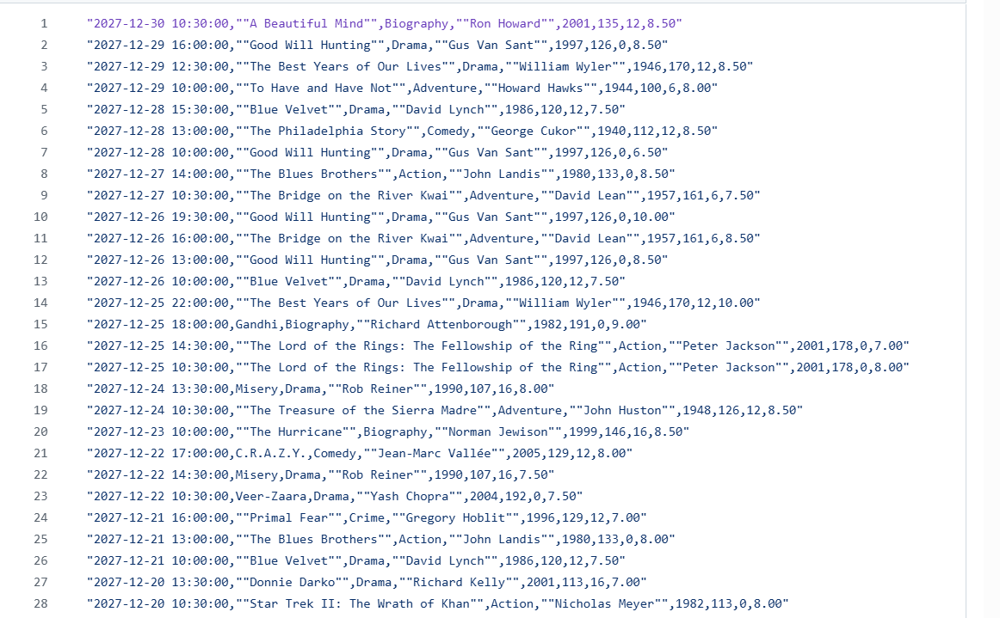 1 "2027-12-30 10:30:00,""A Beautiful Mind"",Biography,""Ron Howard"",2001,135,12,8.50"
2 "2027-12-29 16:00:00,""Good Will Hunting"",Drama,""Gus Van Sant"",1997,126,0,8.50"
3 "2027-12-29 12:30:00,""The Best Years of Our Lives"",Drama,""William Wyler"",1946,170,12,8.50"
4 "2027-12-29 10:00:00,""To Have and Have Not"",Adventure,""Howard Hawks"",1944,100,6,8.00"
5 "2027-12-28 15:30:00,""Blue Velvet"",Drama,""David Lynch"",1986,120,12,7.50"
6 "2027-12-28 13:00:00,""The Philadelphia Story"",Comedy,""George Cukor"",1940,112,12,8.50"
7 "2027-12-28 10:00:00,""Good Will Hunting"",Drama,""Gus Van Sant"",1997,126,0,6.50"
8 "2027-12-27 14:00:00,""The Blues Brothers"",Action,""John Landis"",1980,133,0,8.50"
9 "2027-12-27 10:30:00,""The Bridge on the River Kwai"",Adventure,""David Lean"",1957,161,6,7.50"
10 "2027-12-26 19:30:00,""Good Will Hunting"",Drama,""Gus Van Sant"",1997,126,0,10.00"
11 "2027-12-26 16:00:00,""The Bridge on the River Kwai"",Adventure,""David Lean"",1957,161,6,8.50"
12 "2027-12-26 13:00:00,""Good Will Hunting"",Drama,""Gus Van Sant"",1997,126,0,8.50"
13 "2027-12-26 10:00:00,""Blue Velvet"",Drama,""David Lynch"",1986,120,12,7.50"
14 "2027-12-25 22:00:00,""The Best Years of Our Lives"",Drama,""William Wyler"",1946,170,12,10.00"
15 "2027-12-25 18:00:00,Gandhi,Biography,""Richard Attenborough"",1982,191,0,9.00"
16 "2027-12-25 14:30:00,""The Lord of the Rings: The Fellowship of the Ring"",Action,""Peter Jackson"",2001,178,0,7.00"
17 "2027-12-25 10:30:00,""The Lord of the Rings: The Fellowship of the Ring"",Action,""Peter Jackson"",2001,178,0,8.00"
18 "2027-12-24 13:30:00,Misery,Drama,""Rob Reiner"",1990,107,16,8.00"
19 "2027-12-24 10:30:00,""The Treasure of the Sierra Madre"",Adventure,""John Huston"",1948,126,12,8.50"
20 "2027-12-23 10:00:00,""The Hurricane"",Biography,""Norman Jewison"",1999,146,16,8.50"
21 "2027-12-22 17:00:00,C.R.A.Z.Y.,Comedy,""Jean-Marc Vallée"",2005,129,12,8.00"
22 "2027-12-22 14:30:00,Misery,Drama,""Rob Reiner"",1990,107,16,7.50"
23 "2027-12-22 10:30:00,Veer-Zaara,Drama,""Yash Chopra"",2004,192,0,7.50"
24 "2027-12-21 16:00:00,""Primal Fear"",Crime,""Gregory Hoblit"",1996,129,12,7.00"
25 "2027-12-21 13:00:00,""The Blues Brothers"",Action,""John Landis"",1980,133,0,8.00"
26 "2027-12-21 10:00:00,""Blue Velvet"",Drama,""David Lynch"",1986,120,12,7.50"
27 "2027-12-20 13:30:00,""Donnie Darko"",Drama,""Richard Kelly"",2001,113,16,7.00"
28 "2027-12-20 10:30:00,""Star Trek II: The Wrath of Khan"",Action,""Nicholas Meyer"",1982,113,0,8.00"